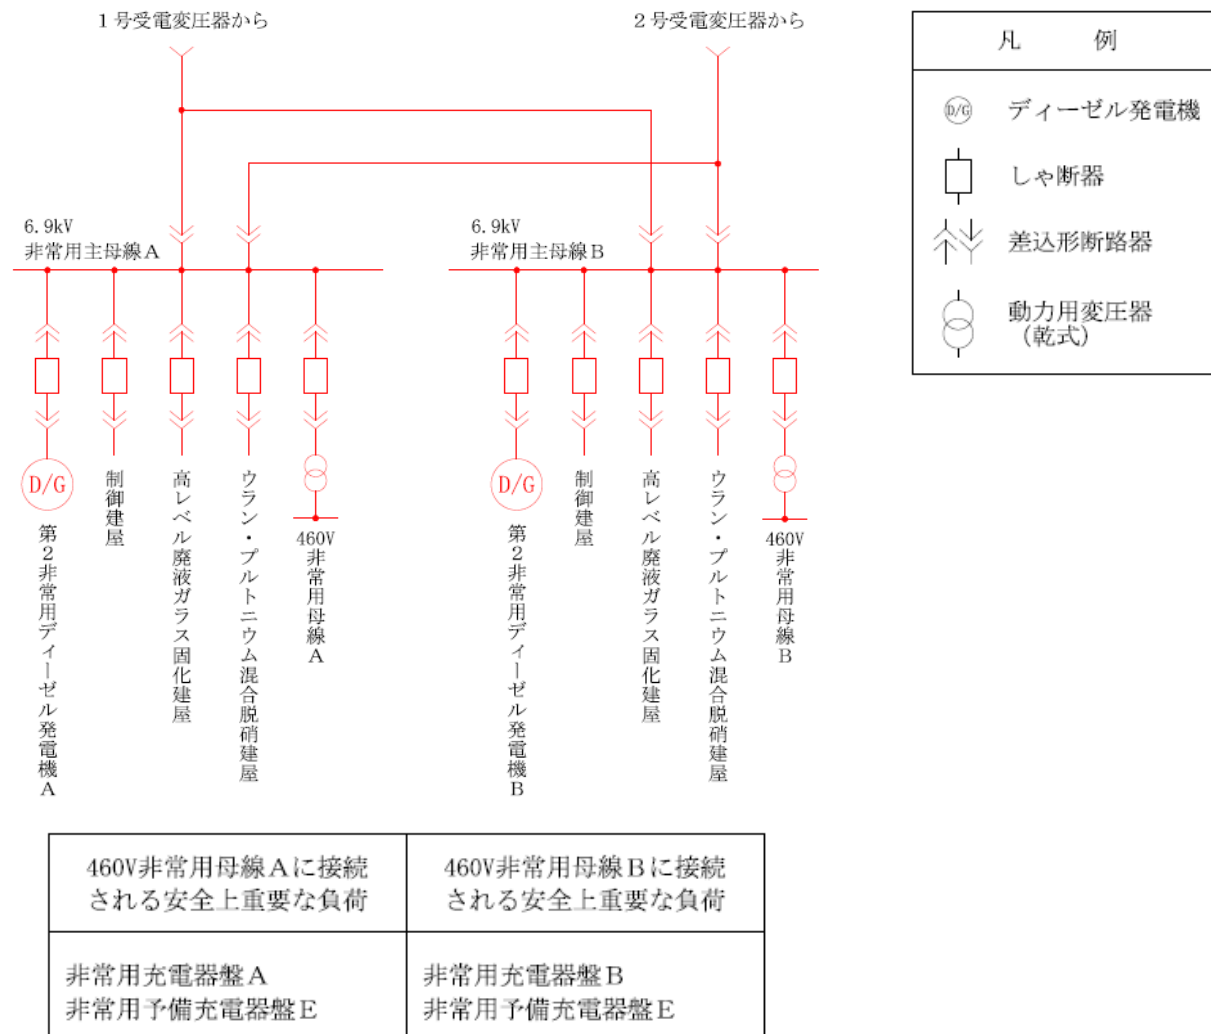 1号受電変圧器から
2号受電変圧器から
凡 例
D/G ディーゼル発電機
しゃ断器
差込形断路器
動力用変圧器
(乾式)
6.9kV
非常用主母線A
6.9kV
非常用主母線B
D/G
第2非常用ディーゼル発電機A
制御建屋
高レベル廃液ガラス固化建屋
ウラン・プルトニウム混合脱硝建屋
460V
非常用母線A
D/G
第2非常用ディーゼル発電機B
制御建屋
高レベル廃液ガラス固化建屋
ウラン・プルトニウム混合脱硝建屋
460V
非常用母線B
460V非常用母線Aに接続
される安全上重要な負荷
460V非常用母線Bに接続
される安全上重要な負荷
非常用充電器盤A
非常用予備充電器盤E
非常用充電器盤B
非常用予備充電器盤E